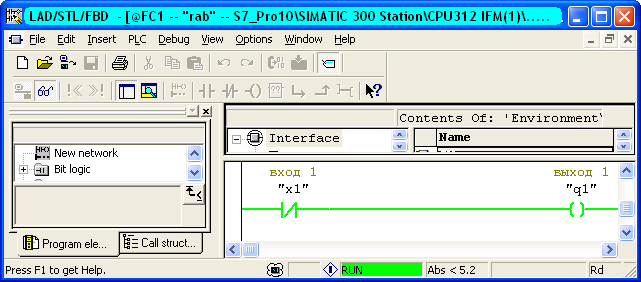 LAD/STL/FBD - [@FC1 -- "rab" -- S7_Pro10\SIMATIC 300 Station\CPU312 IFM(1)\.....
File Edit Insert PLC Debug View Options Window Help
Contents Of: 'Environment\
Interface
Name
New network
Bit logic
вход 1 выход 1
"x1" "q1"
Program ele... Call struct...
Press F1 to get Help. RUN Abs < 5.2 Rd